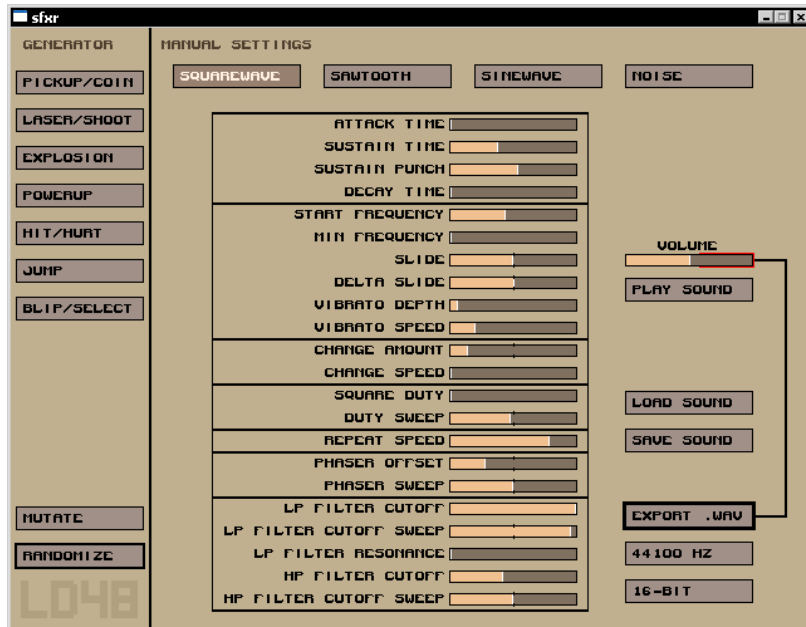 sfxr
GENERATOR
PICKUP/COIN
LASER/SHOOT
EXPLOSION
POWERUP
HIT/HURT
JUMP
BLIP/SELECT
MUTATE
RANDOMIZE
LD48
MANUAL SETTINGS
SQUAREWAVE
SAWTOOTH
SINEWAVE
NOISE
ATTACK TIME
SUSTAIN TIME
SUSTAIN PUNCH
DECAY TIME
START FREQUENCY
MIN FREQUENCY
SLIDE
DELTA SLIDE
VIBRATO DEPTH
VIBRATO SPEED
CHANGE AMOUNT
CHANGE SPEED
SQUARE DUTY
DUTY SWEEP
REPEAT SPEED
PHASER OFFSET
PHASER SWEEP
LP FILTER CUTOFF
LP FILTER CUTOFF SWEEP
LP FILTER RESONANCE
HP FILTER CUTOFF
HP FILTER CUTOFF SWEEP
VOLUME
PLAY SOUND
LOAD SOUND
SAVE SOUND
EXPORT .WAV
44100 HZ
16-BIT